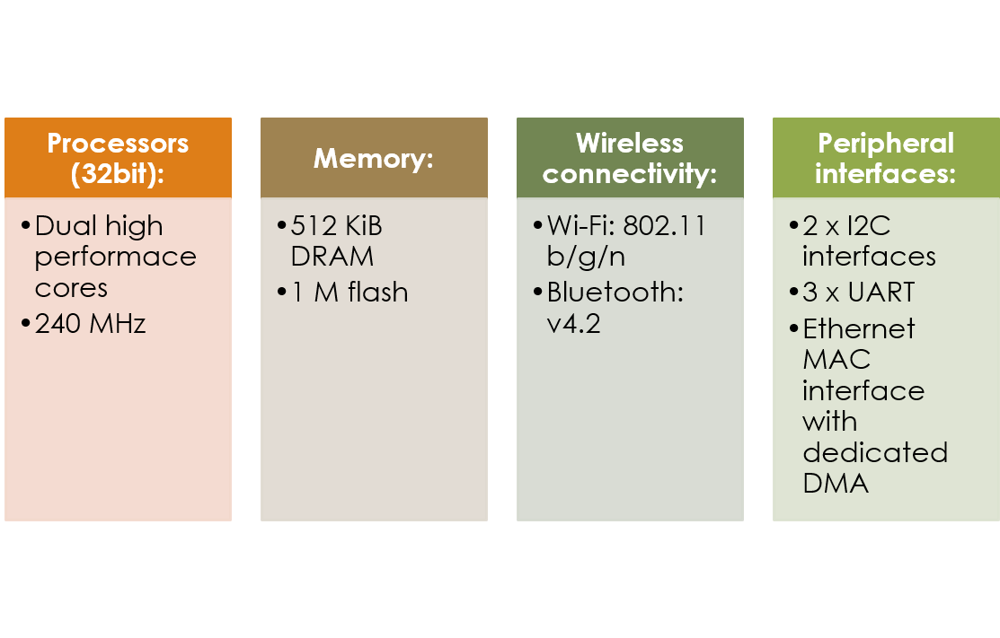 Processors
(32bit):
•Dual high
performace
cores
•240 MHz
Memory:
•512 KiB
DRAM
•1 M flash
Wireless
connectivity:
•Wi-Fi: 802.11
b/g/n
•Bluetooth:
v4.2
Peripheral
interfaces:
•2 x I2C
interfaces
•3 x UART
•Ethernet
MAC
interface
with
dedicated
DMA